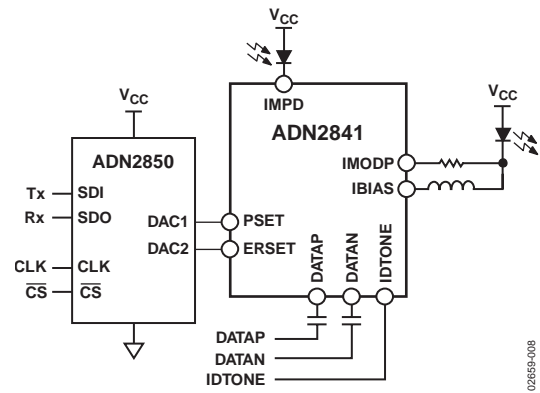 VCC
IMPD
VCC
VCC
ADN2841
ADN2850
IMODP
IBIAS
Tx
SDI
Rx
SDO
DAC1
PSET
DAC2
ERSET
CLK
CLK
CS
CS
DATAP
DATAN
IDTONE
DATAP
DATAN
IDTONE
02659-008